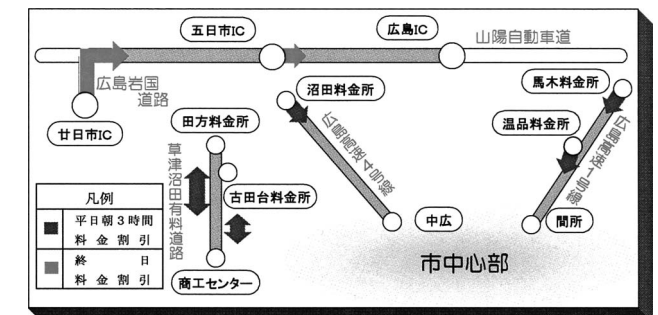 五日市IC
広島IC
山陽自動車道
広島岩国
道路
廿日市IC
沼田料金所
馬木料金所
田方料金所
温品料金所
広島高速4号線
広島高速1号線
草津沼田有料道路
古田台料金所
中広
間所
商工センター
市中心部
凡例
平日朝3時間
料金割引
終日
料金割引